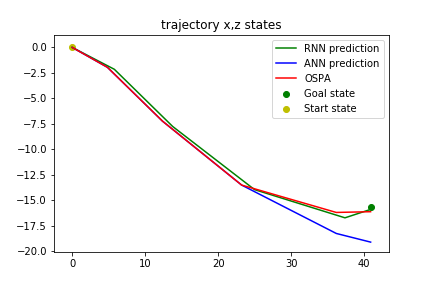 trajectory x,z states
0.0
−2.5
−5.0
−7.5
−10.0
−12.5
−15.0
−17.5
−20.0
0
10
20
30
40
RNN prediction
ANN prediction
OSPA
Goal state
Start state